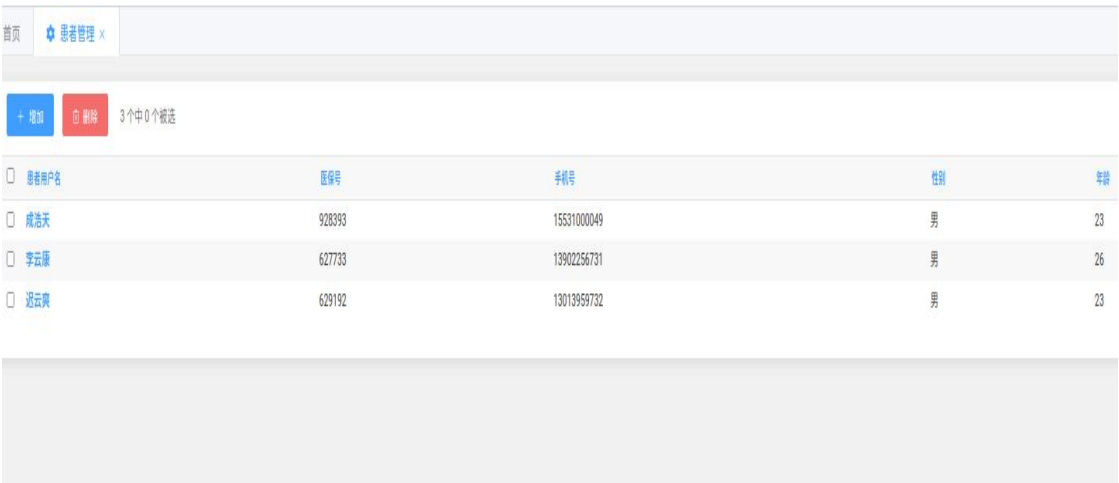 首页 患者管理 ×
+ 增加 删除 3 个中 0 个被选
患者用户名 医保号 手机号 性别 年龄
成浩天 928393 15531000049 男 23
李云康 627733 13902256731 男 26
迟云爽 629192 13013959732 男 23